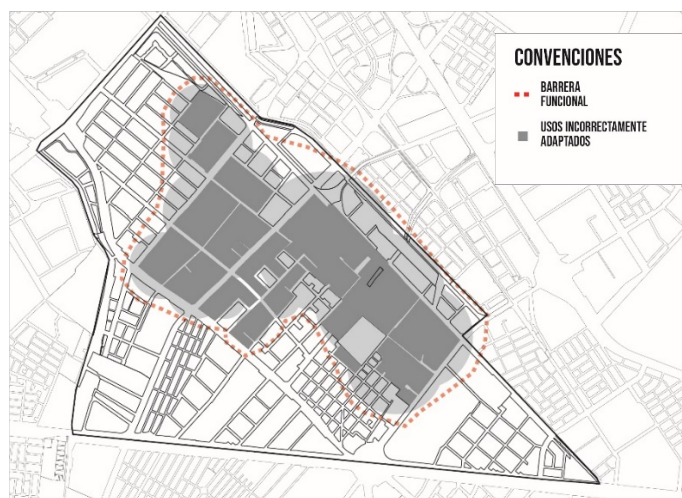 CONVENCIONES
BARRERA
FUNCIONAL
USOS INCORRECTAMENTE
ADAPTADOS